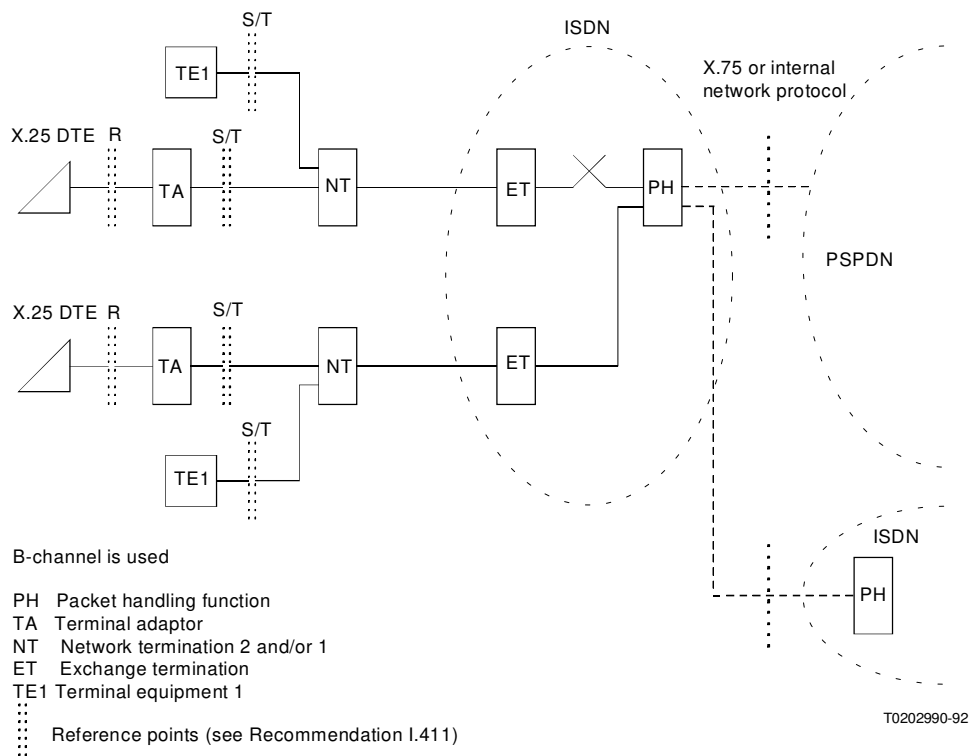 S/T
ISDN
TE1
X.75 or internal
network protocol
X.25 DTE R
S/T
TA
NT
ET
PH
PSPDN
X.25 DTE R
S/T
TA
NT
ET
S/T
TE1
ISDN
PH
B-channel is used
PH Packet handling function
TA Terminal adaptor
NT Network termination 2 and/or 1
ET Exchange termination
TE1 Terminal equipment 1
Reference points (see Recommendation I.411)
T0202990-92